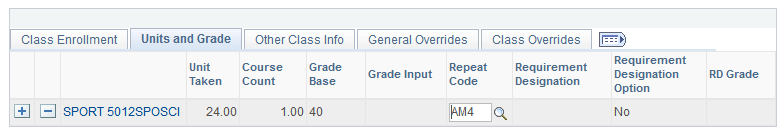 Class Enrollment Units and Grade Other Class Info General Overrides Class Overrides
Unit Taken Course Count Grade Base Grade Input Repeat Code Requirement Designation Requirement Designation Option RD Grade
SPORT 5012SPOSCI 24.00 1.00 40 AM4 No